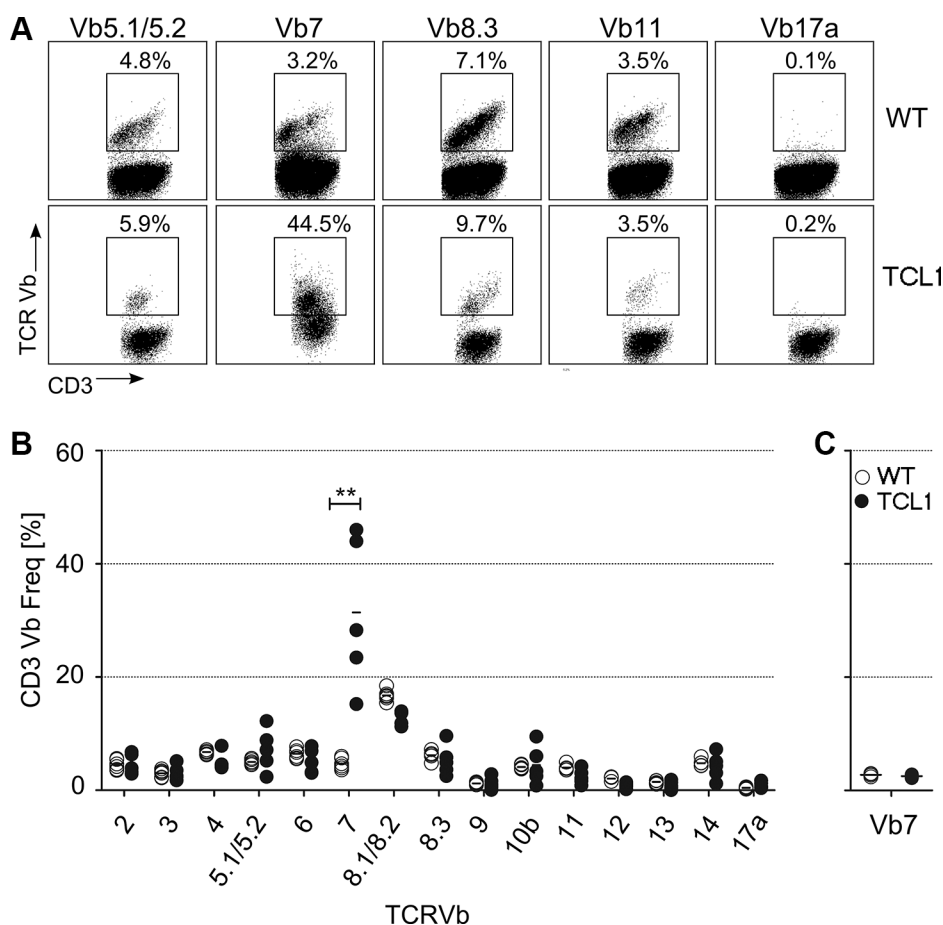 A
Vb5.1/5.2 Vb7 Vb8.3 Vb11 Vb17a
4.8% 3.2% 7.1% 3.5% 0.1%
WT
5.9% 44.5% 9.7% 3.5% 0.2%
TCL1
TCR Vb
CD3
B
60
40
20
0
CD3 Vb Freq [%]
**
2 3 4 5.1/5.2 6 7 8.1/8.2 8.3 9 10b 11 12 13 14 17a
TCRVb
C
WT
TCL1
Vb7